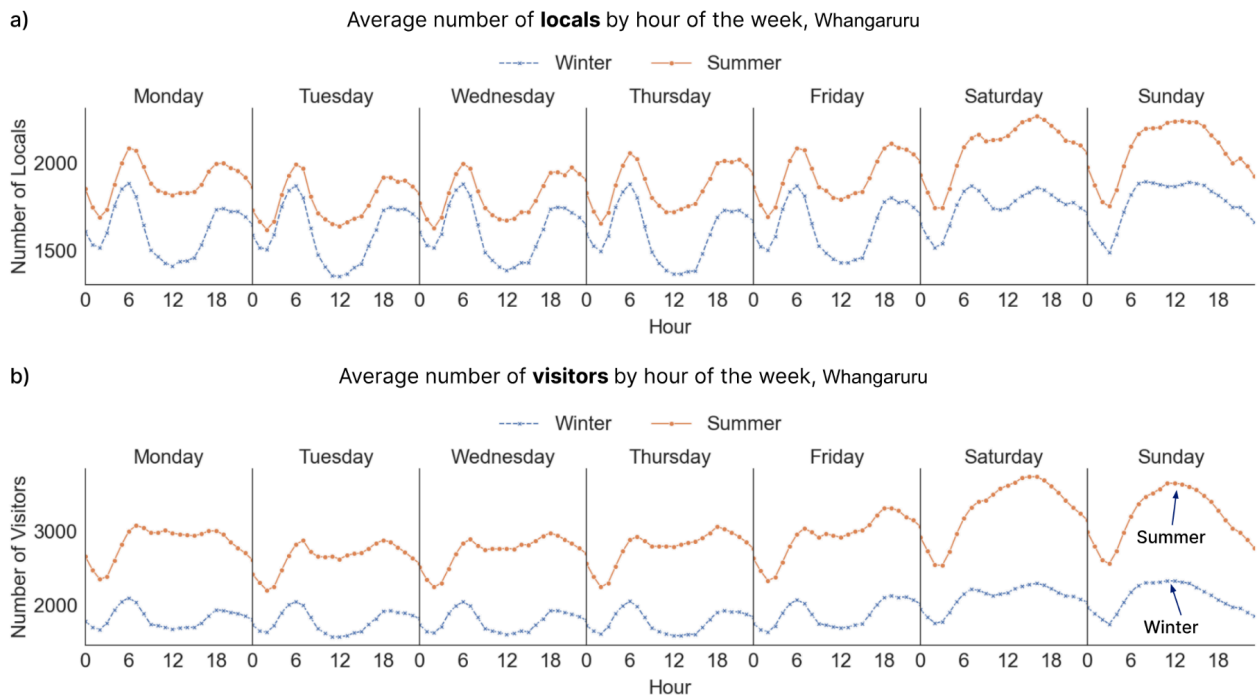 a)
Average number of locals by hour of the week, Whangaruru
Winter Summer
Monday Tuesday Wednesday Thursday Friday Saturday Sunday
Number of Locals
2000
1500
0 6 12 18 0 6 12 18 0 6 12 18 0 6 12 18 0 6 12 18 0 6 12 18 0 6 12 18
Hour
b)
Average number of visitors by hour of the week, Whangaruru
Winter Summer
Monday Tuesday Wednesday Thursday Friday Saturday Sunday
Number of Visitors
3000
Summer
2000
Winter
0 6 12 18 0 6 12 18 0 6 12 18 0 6 12 18 0 6 12 18 0 6 12 18 0 6 12 18
Hour